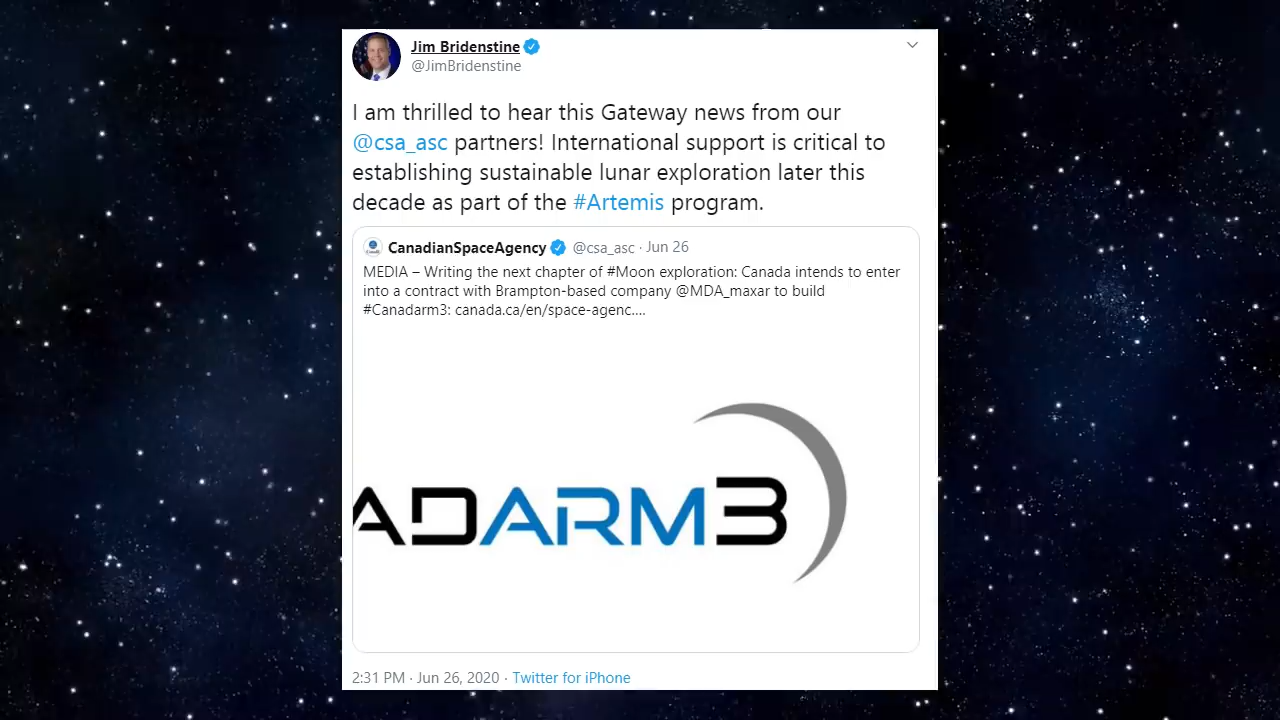 Jim Bridenstine
@JimBridenstine
I am thrilled to hear this Gateway news from our
@csa_asc partners! International support is critical to
establishing sustainable lunar exploration later this
decade as part of the #Artemis program.
CanadianSpaceAgency @csa_asc · Jun 26
MEDIA – Writing the next chapter of #Moon exploration: Canada intends to enter
into a contract with Brampton-based company @MDA_maxar to build
#Canadarm3: canada.ca/en/space-agenc....
ADARM3
2:31 PM · Jun 26, 2020 · Twitter for iPhone